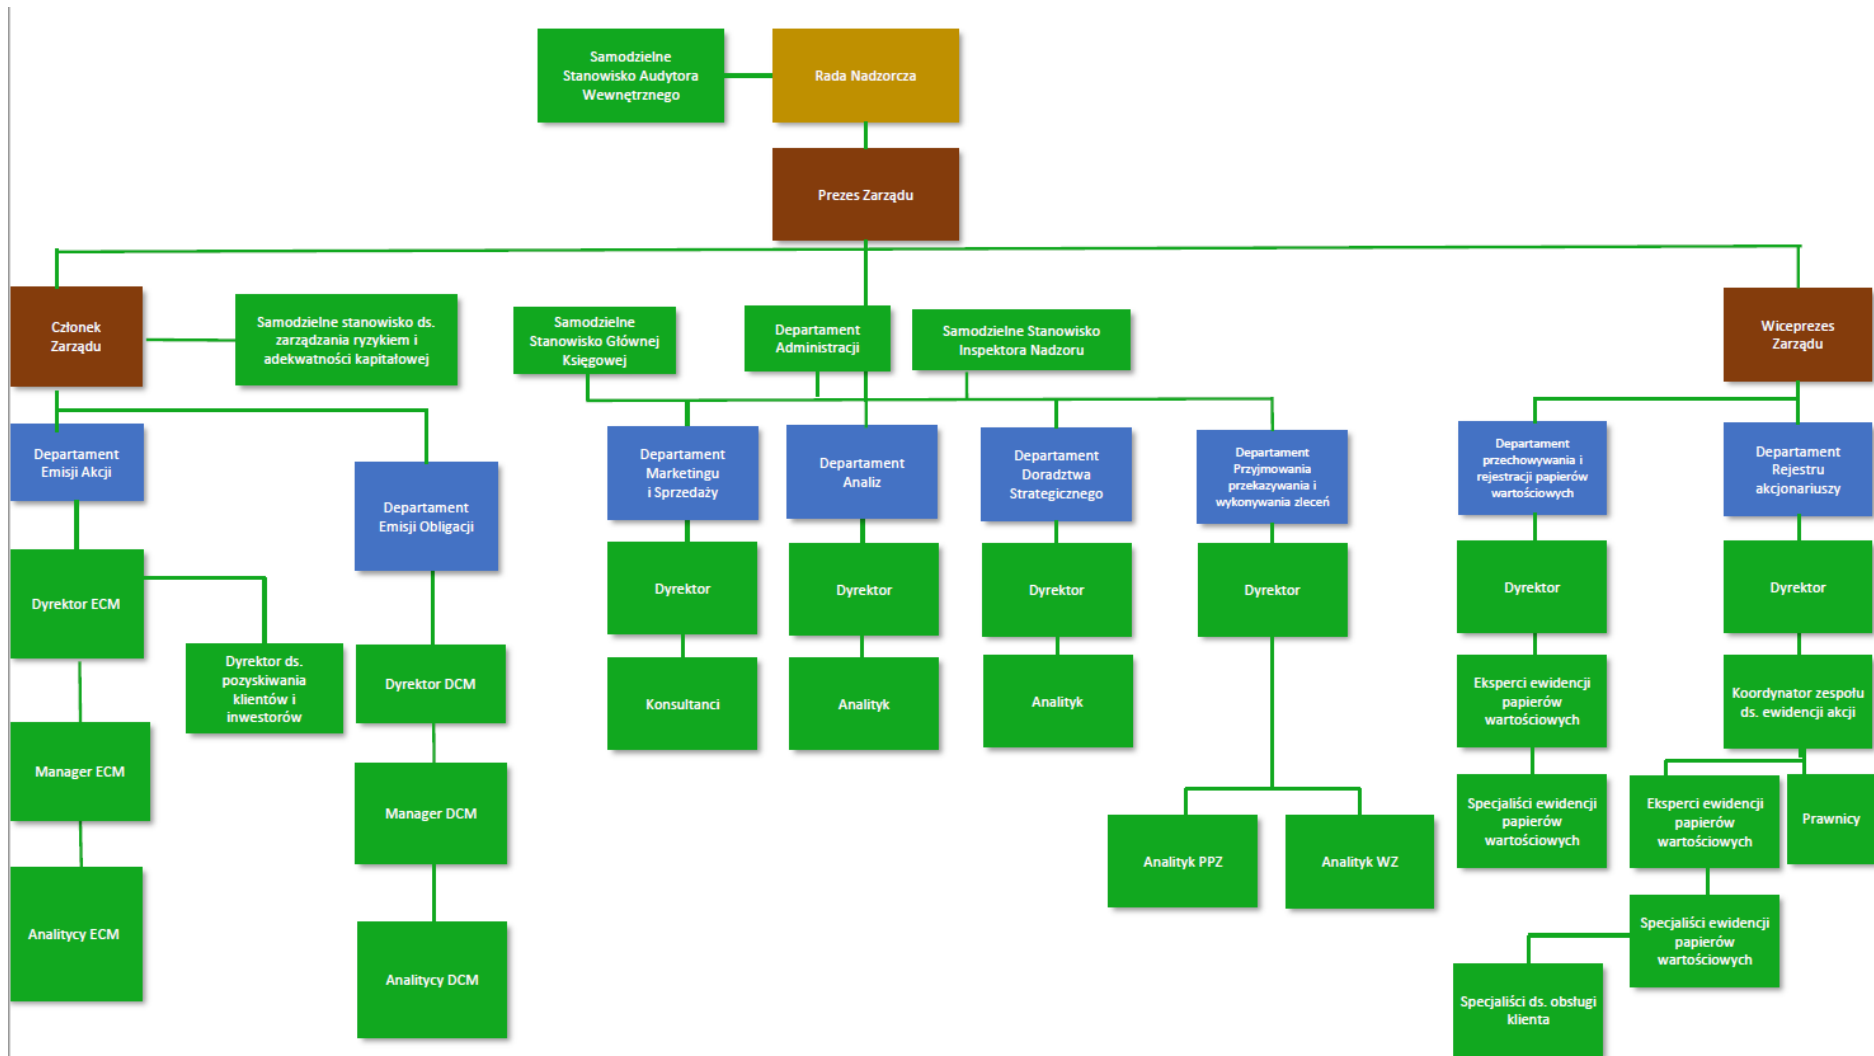 Samodzielne
Stanowisko Audytora
Wewnętrznego
Rada Nadzorcza
Prezes Zarządu
Członek
Zarządu
Samodzielne stanowisko ds.
zarządzania ryzykiem i
adekwatności kapitałowej
Samodzielne
Stanowisko Głównej
Księgowej
Departament
Administracji
Samodzielne Stanowisko
Inspektora Nadzoru
Wiceprezes
Zarządu
Departament
Emisji Akcji
Departament
Emisji Obligacji
Departament
Marketingu
i Sprzedaży
Departament
Analiz
Departament
Doradztwa
Strategicznego
Departament
Przyjmowania
przekazywania i
wykonywania zleceń
Departament
przechowywania i
rejestracji papierów
wartościowych
Departament
Rejestru
akcjonariuszy
Dyrektor ECM
Dyrektor ds.
pozyskiwania
klientów i
inwestorów
Dyrektor DCM
Dyrektor
Dyrektor
Dyrektor
Dyrektor
Dyrektor
Dyrektor
Konsultanci
Analityk
Analityk
Eksperci ewidencji
papierów
wartościowych
Koordynator zespołu
ds. ewidencji akcji
Manager ECM
Manager DCM
Analityk PPZ
Analityk WZ
Specjaliści ewidencji
papierów
wartościowych
Eksperci ewidencji
papierów
wartościowych
Prawnicy
Analitycy ECM
Analitycy DCM
Specjaliści ewidencji
papierów
wartościowych
Specjaliści ds. obsługi
klienta